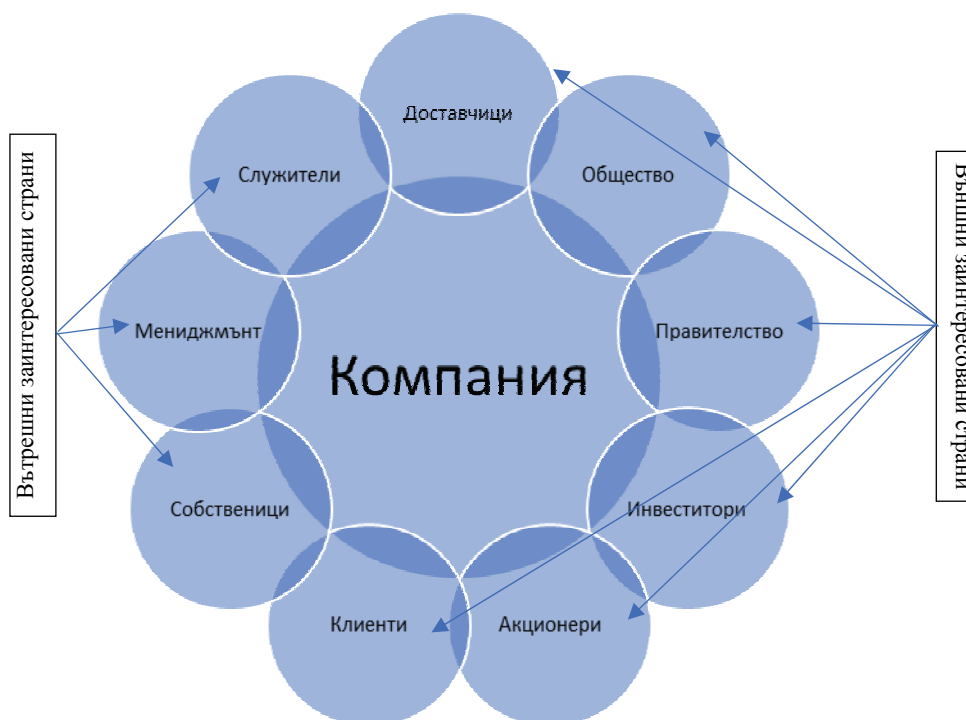 Доставчици
Служители
Общество
Мениджмънт
Правителство
Компания
Собственици
Инвеститори
Клиенти
Акционери
Вътрешни заинтересовани страни
Външни заинтересовани страни